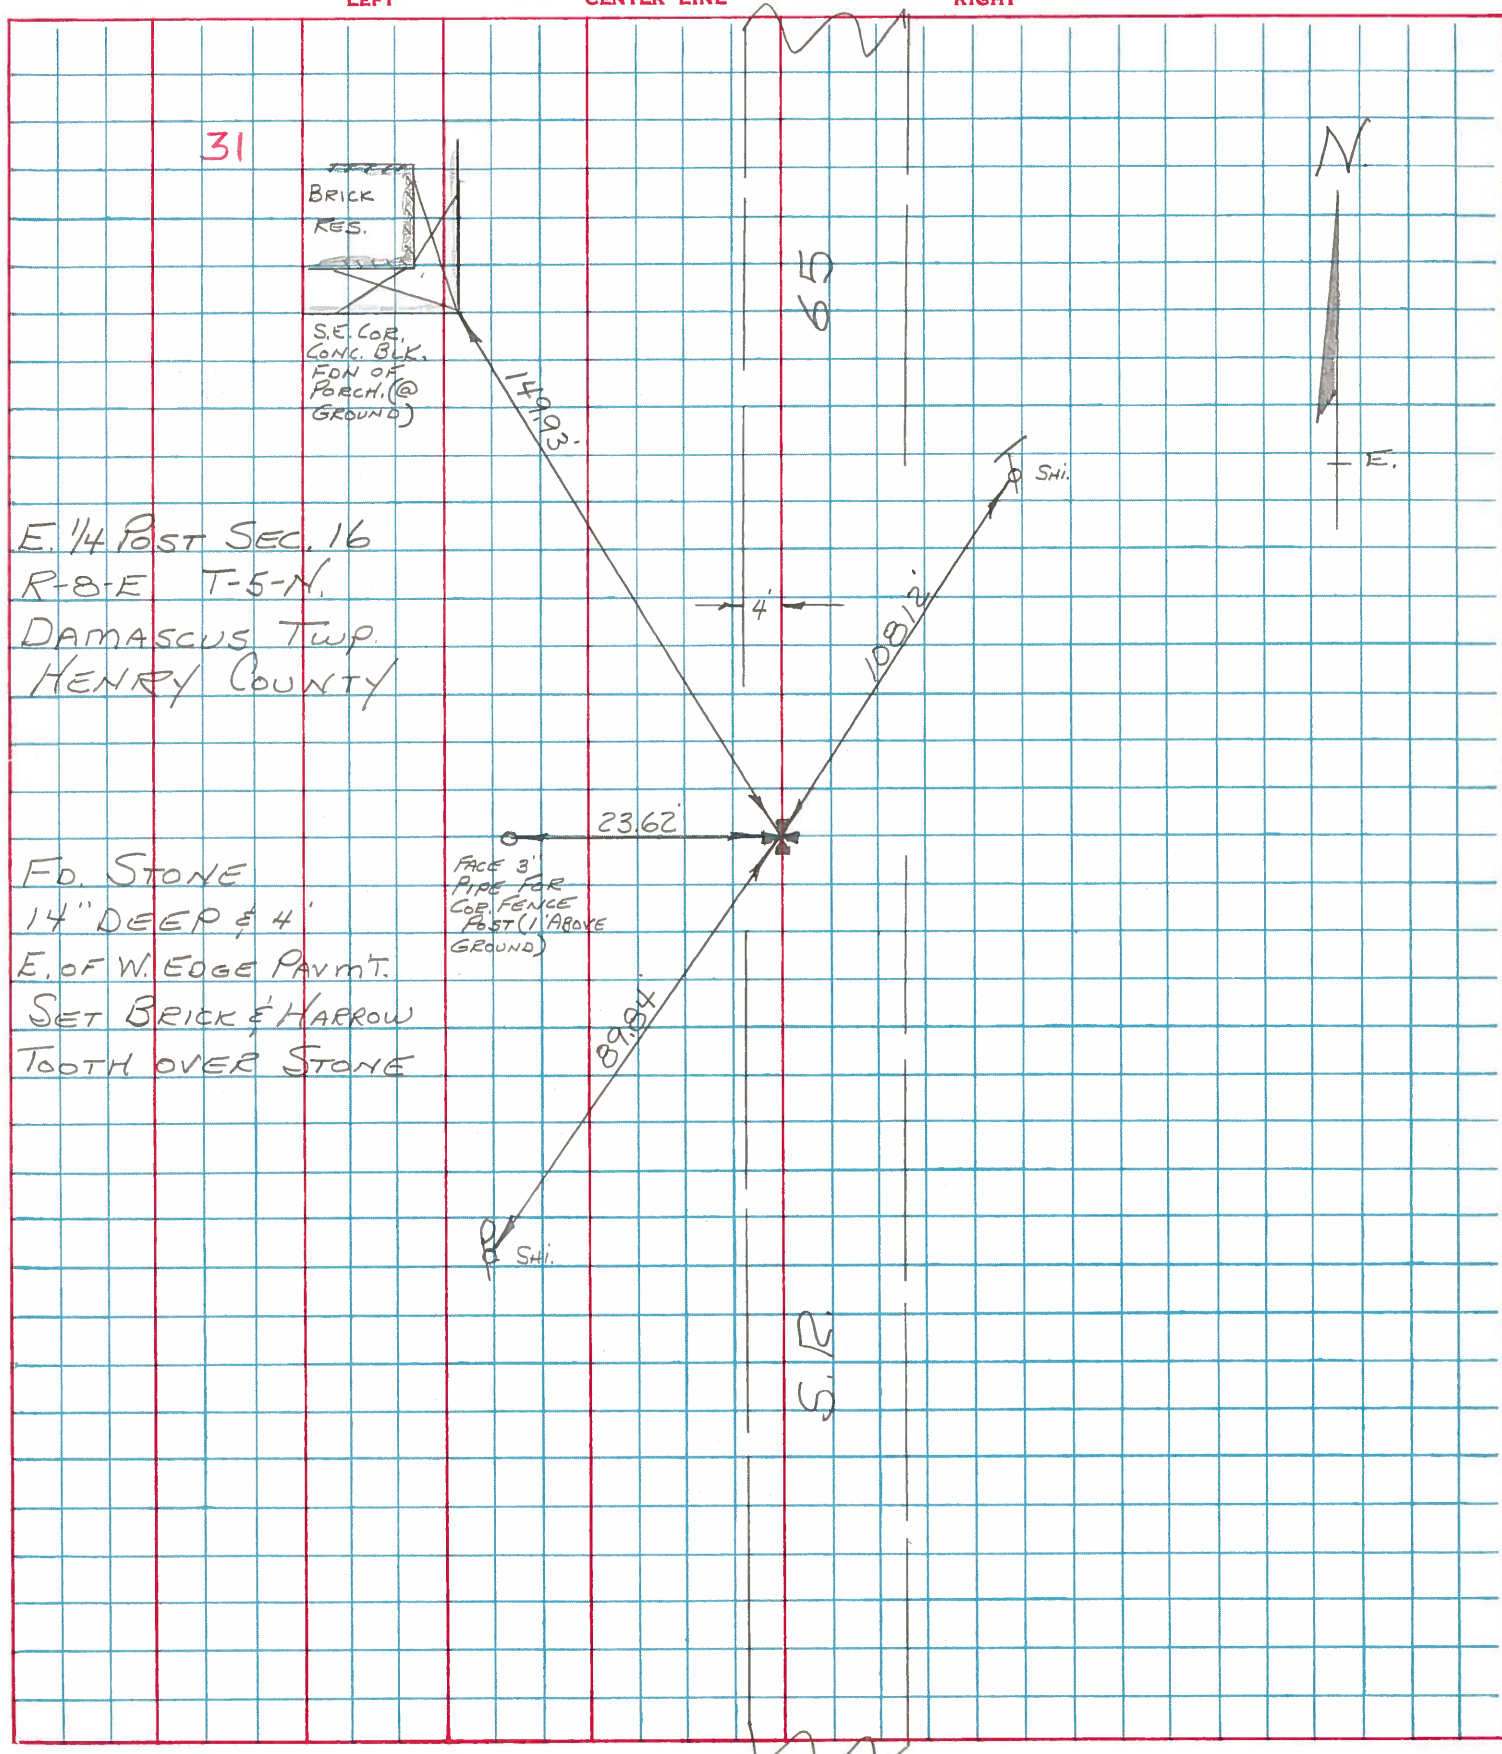 LEFT CENTER LINE RIGHT
31
N.
BRICK
RES.
65
S.E. COR.
CONC. BLK.
FDN OF
PORCH. (@
GROUND)
149.93'
SHI.
E.
E. 1/4 POST SEC. 16
R-8-E T-5-N.
DAMASCUS TWP.
HENRY COUNTY
4'
108.12'
23.62'
FD. STONE
14" DEEP & 4'
E. OF W. EDGE PAVMT.
SET BRICK & HARROW
TOOTH OVER STONE
FACE 3"
PIPE FOR
COR. FENCE
POST (1' ABOVE
GROUND)
89.84'
P
SHI.
S.R.